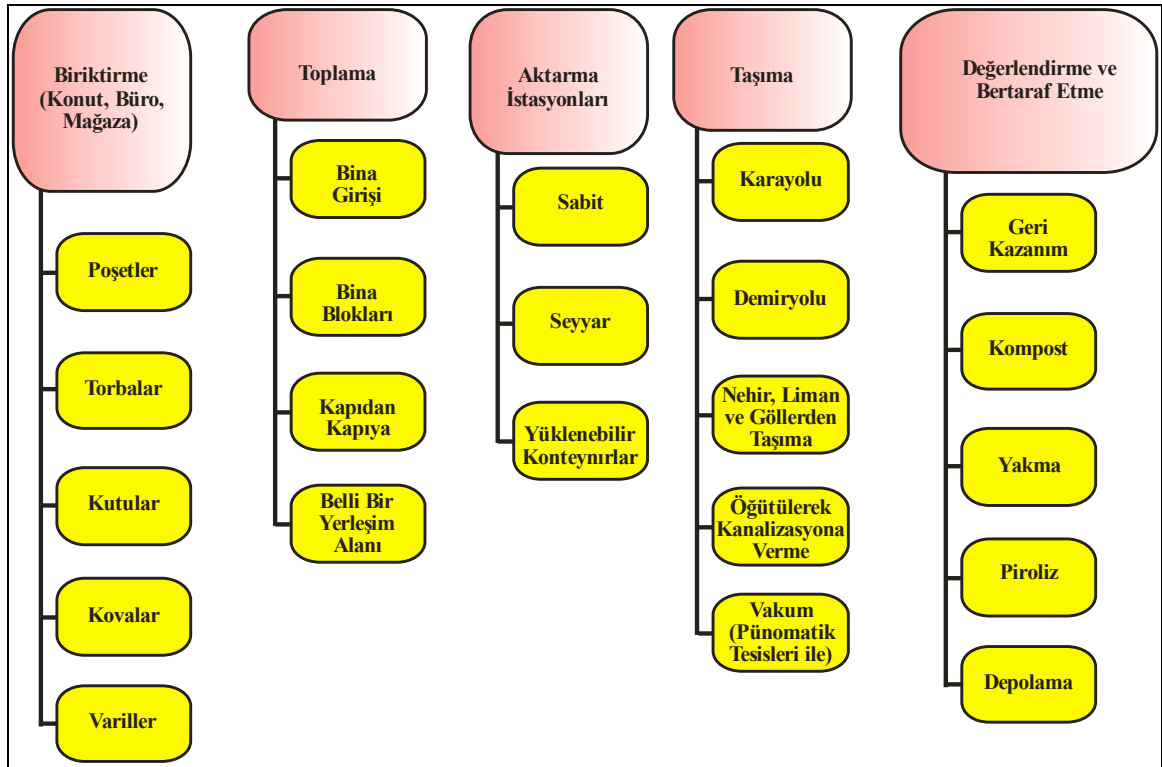 Biriktirme
(Konut, Büro,
Mağaza)
Poşetler
Torbalar
Kutular
Kovalar
Variller
Toplama
Bina
Girişi
Bina
Blokları
Kapıdan
Kapıya
Belli Bir
Yerleşim
Alanı
Aktarma
İstasyonları
Sabit
Seyyar
Yüklenebilir
Konteynırlar
Taşıma
Karayolu
Demiryolu
Nehir, Liman
ve Göllerden
Taşıma
Öğütülerek
Kanalizasyona
Verme
Vakum
(Pünomatik
Tesisleri ile)
Değerlendirme ve
Bertaraf Etme
Geri
Kazanım
Kompost
Yakma
Piroliz
Depolama